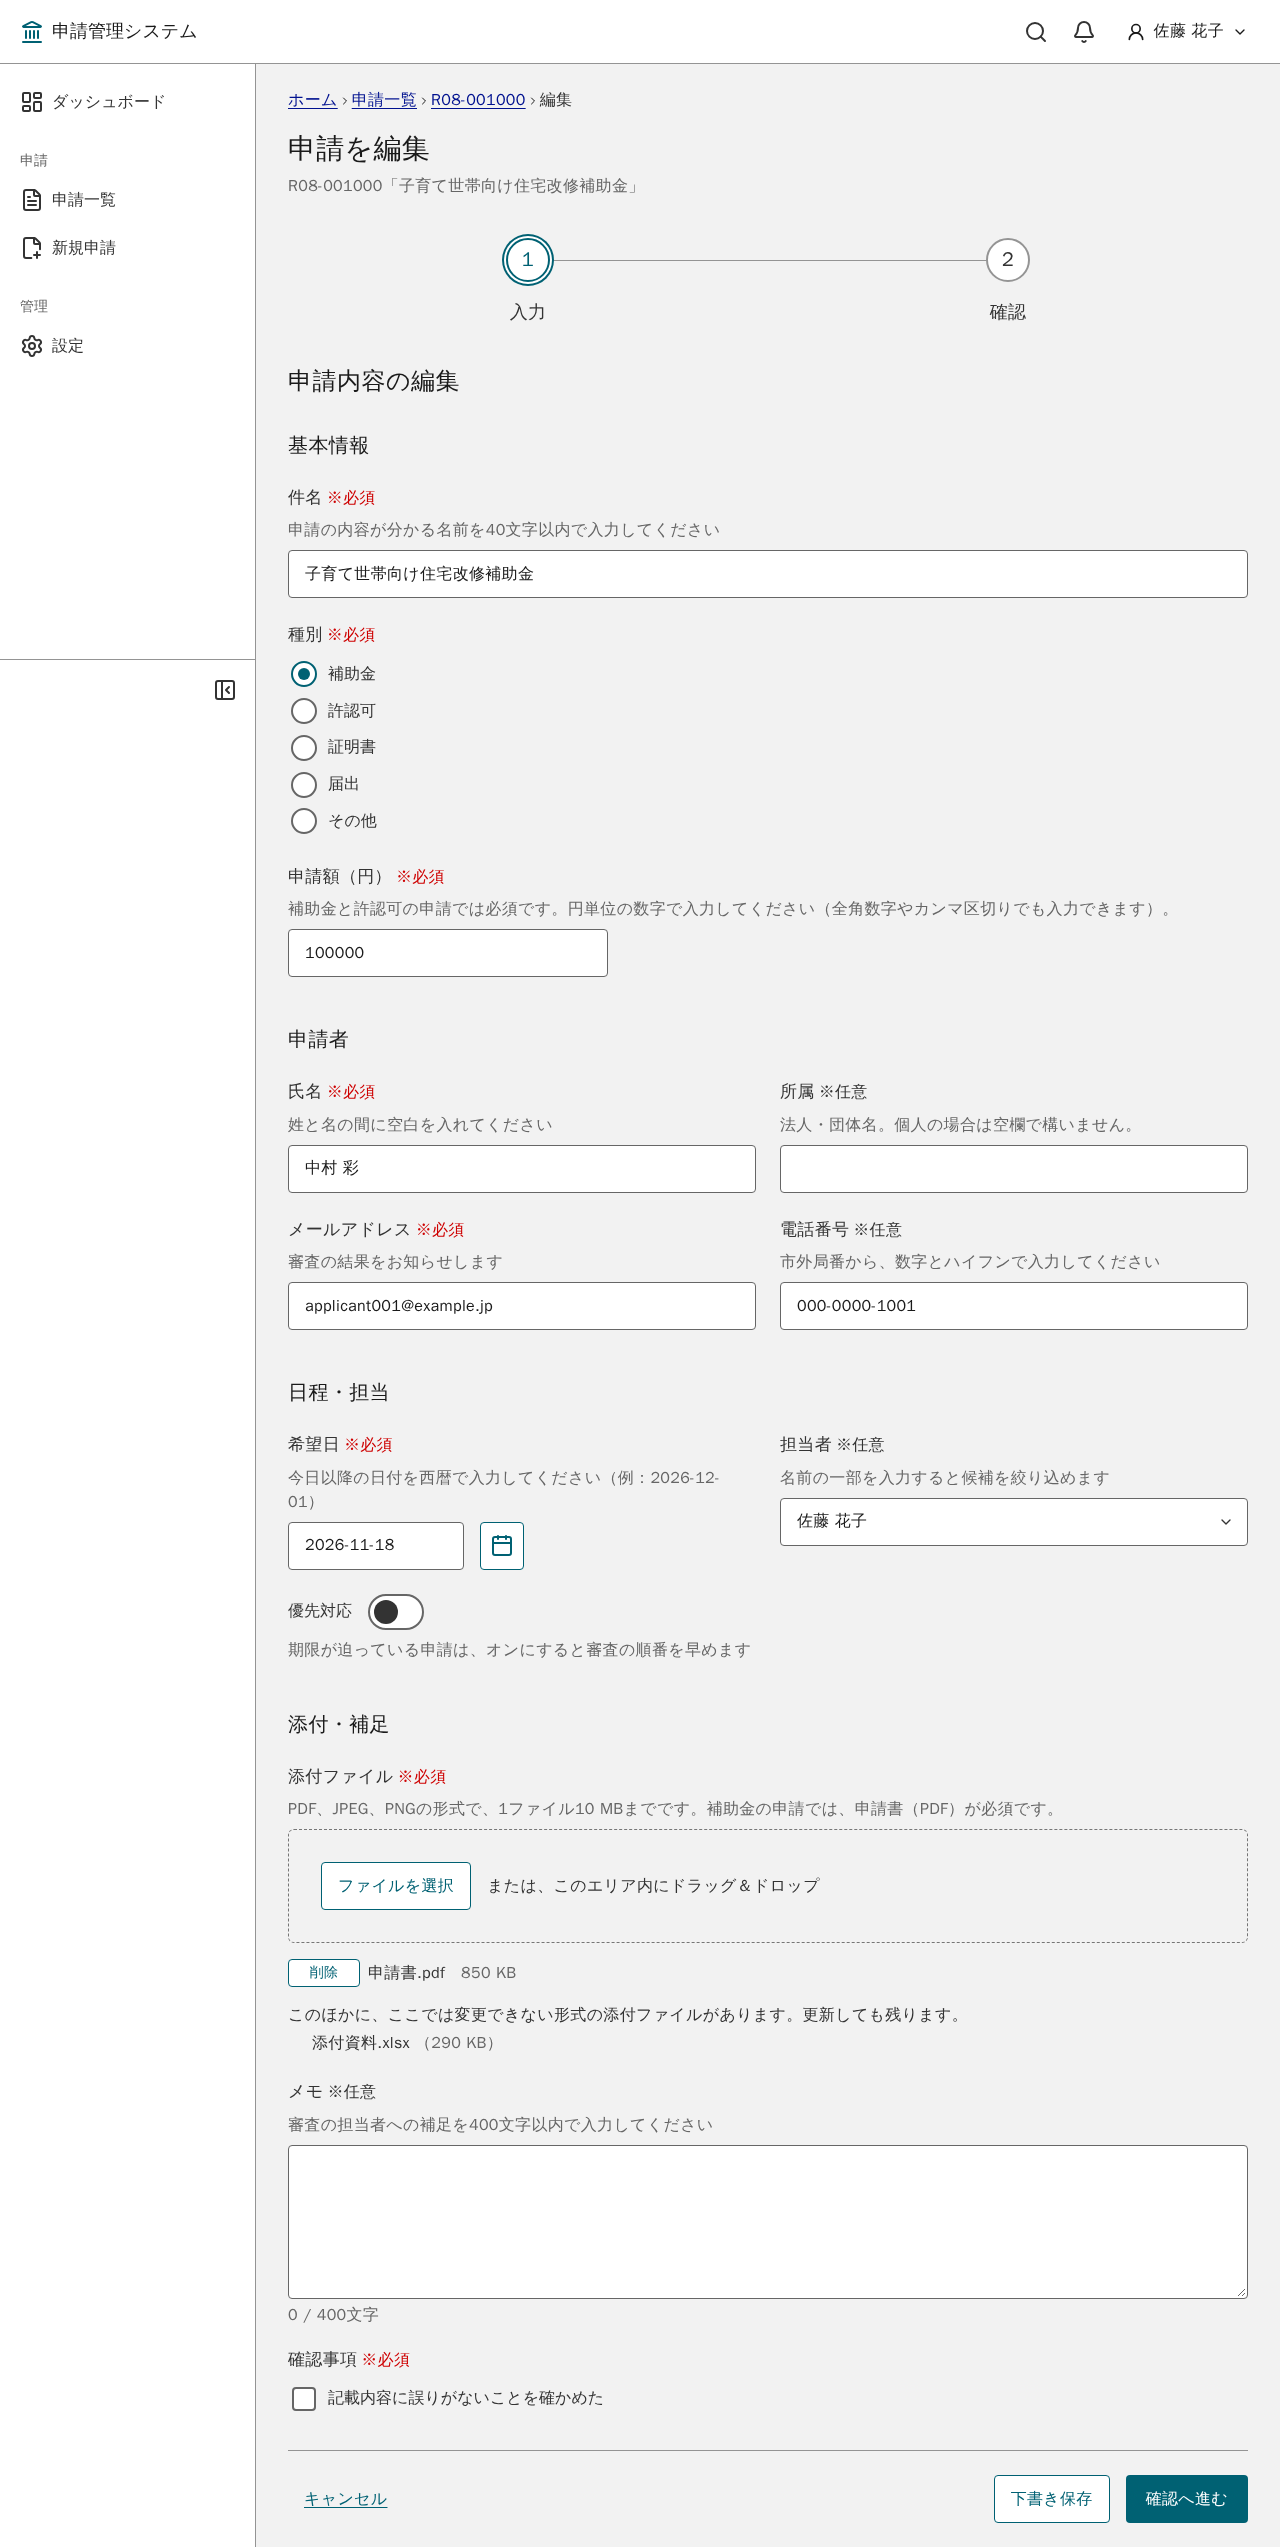 申請管理システム
佐藤 花子
ダッシュボード
申請
申請一覧
新規申請
管理
設定
ホーム › 申請一覧 › R08-001000 › 編集
申請を編集
R08-001000「子育て世帯向け住宅改修補助金」
1
2
入力
確認
申請内容の編集
基本情報
件名 ※必須
申請の内容が分かる名前を40文字以内で入力してください
子育て世帯向け住宅改修補助金
種別 ※必須
補助金
許認可
証明書
届出
その他
申請額（円） ※必須
補助金と許認可の申請では必須です。円単位の数字で入力してください（全角数字やカンマ区切りでも入力できます）。
100000
申請者
氏名 ※必須
姓と名の間に空白を入れてください
中村 彩
所属 ※任意
法人・団体名。個人の場合は空欄で構いません。
メールアドレス ※必須
審査の結果をお知らせします
applicant001@example.jp
電話番号 ※任意
市外局番から、数字とハイフンで入力してください
000-0000-1001
日程・担当
希望日 ※必須
今日以降の日付を西暦で入力してください（例：2026-12-
01）
2026-11-18
担当者 ※任意
名前の一部を入力すると候補を絞り込めます
佐藤 花子
優先対応
期限が迫っている申請は、オンにすると審査の順番を早めます
添付・補足
添付ファイル ※必須
PDF、JPEG、PNGの形式で、1ファイル10 MBまでです。補助金の申請では、申請書（PDF）が必須です。
ファイルを選択 または、このエリア内にドラッグ＆ドロップ
削除 申請書.pdf 850 KB
このほかに、ここでは変更できない形式の添付ファイルがあります。更新しても残ります。
添付資料.xlsx （290 KB）
メモ ※任意
審査の担当者への補足を400文字以内で入力してください
0 / 400文字
確認事項 ※必須
記載内容に誤りがないことを確かめた
キャンセル
下書き保存
確認へ進む